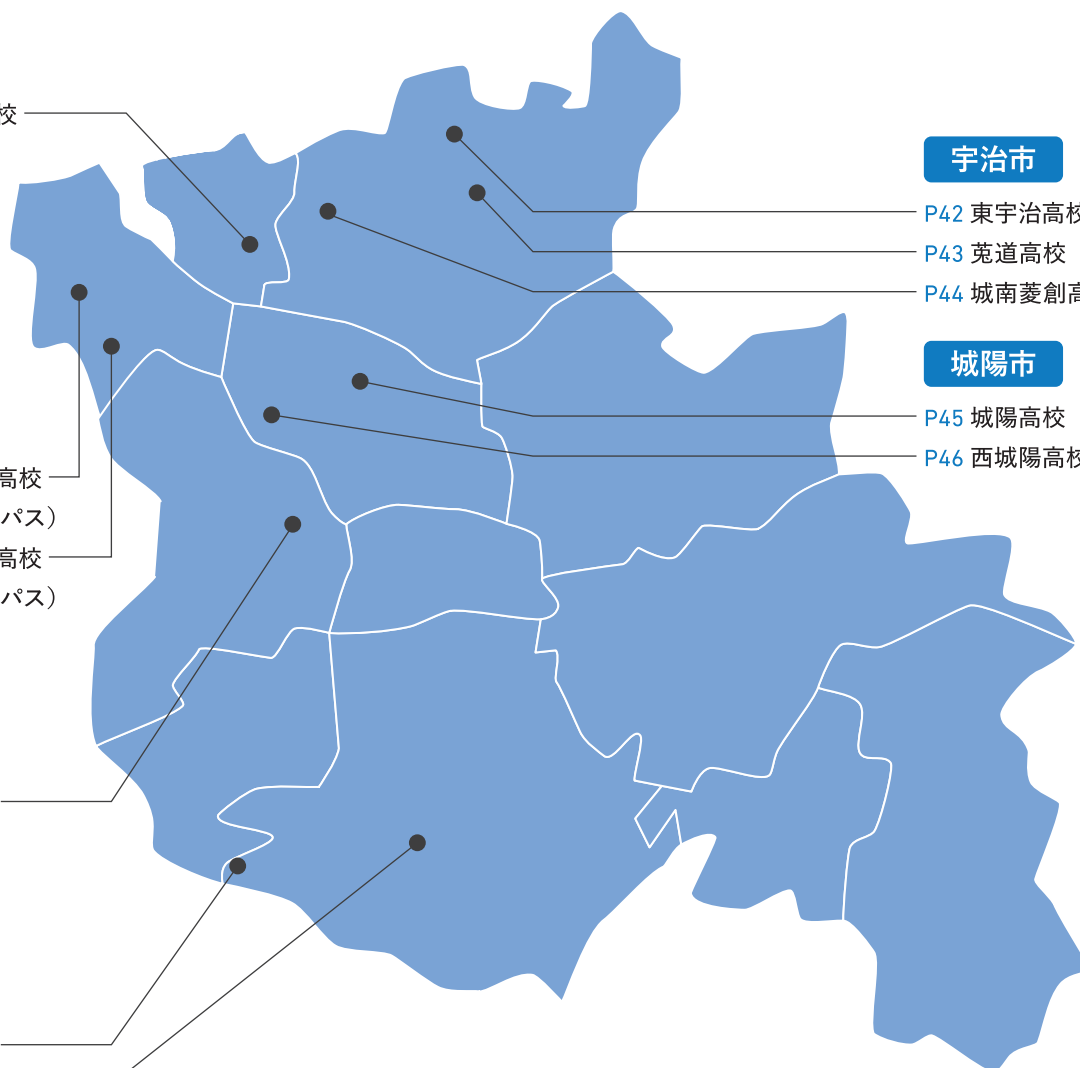 校
宇治市
P42 東宇治高校
P43 莵道高校
P44 城南菱創高
城陽市
P45 城陽高校
P46 西城陽高校
高校
パス）
高校
パス）